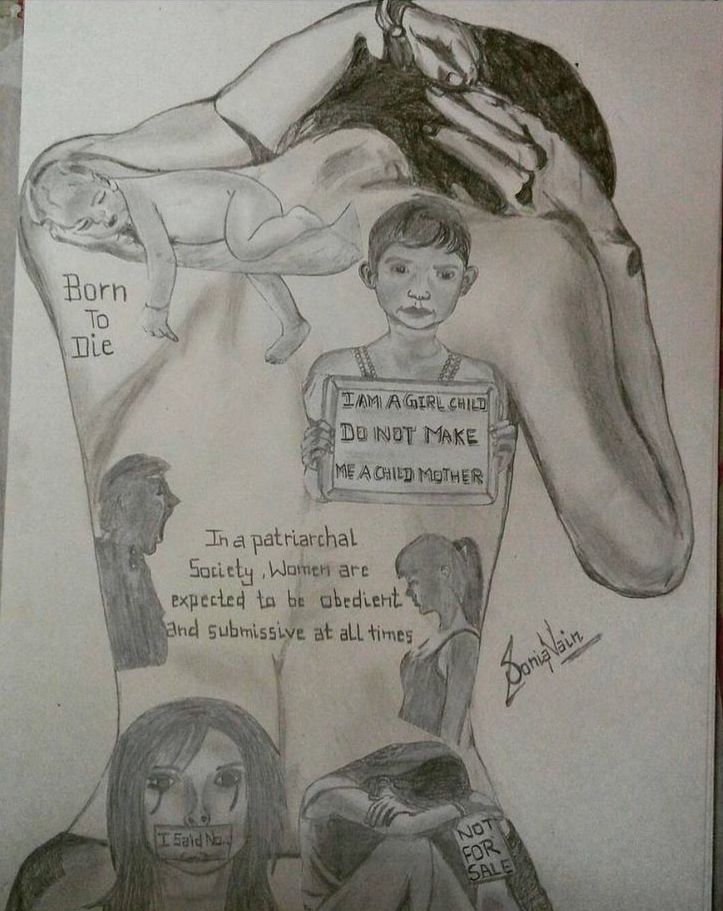 Born
To
Die
I AM A GIRL CHILD
DO NOT MAKE
ME A CHILD MOTHER
In a patriarchal
Society, Women are
expected to be obedient
and submissive at all times
Sonia Vain
I Said No..
NOT
FOR
SALE